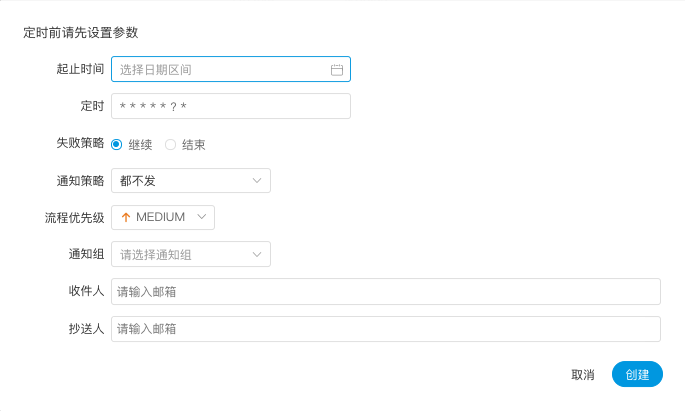 定时前请先设置参数
起止时间 选择日期区间
定时 * * * * * ? *
失败策略 继续 结束
通知策略 都不发
流程优先级 MEDIUM
通知组 请选择通知组
收件人 请输入邮箱
抄送人 请输入邮箱
取消 创建